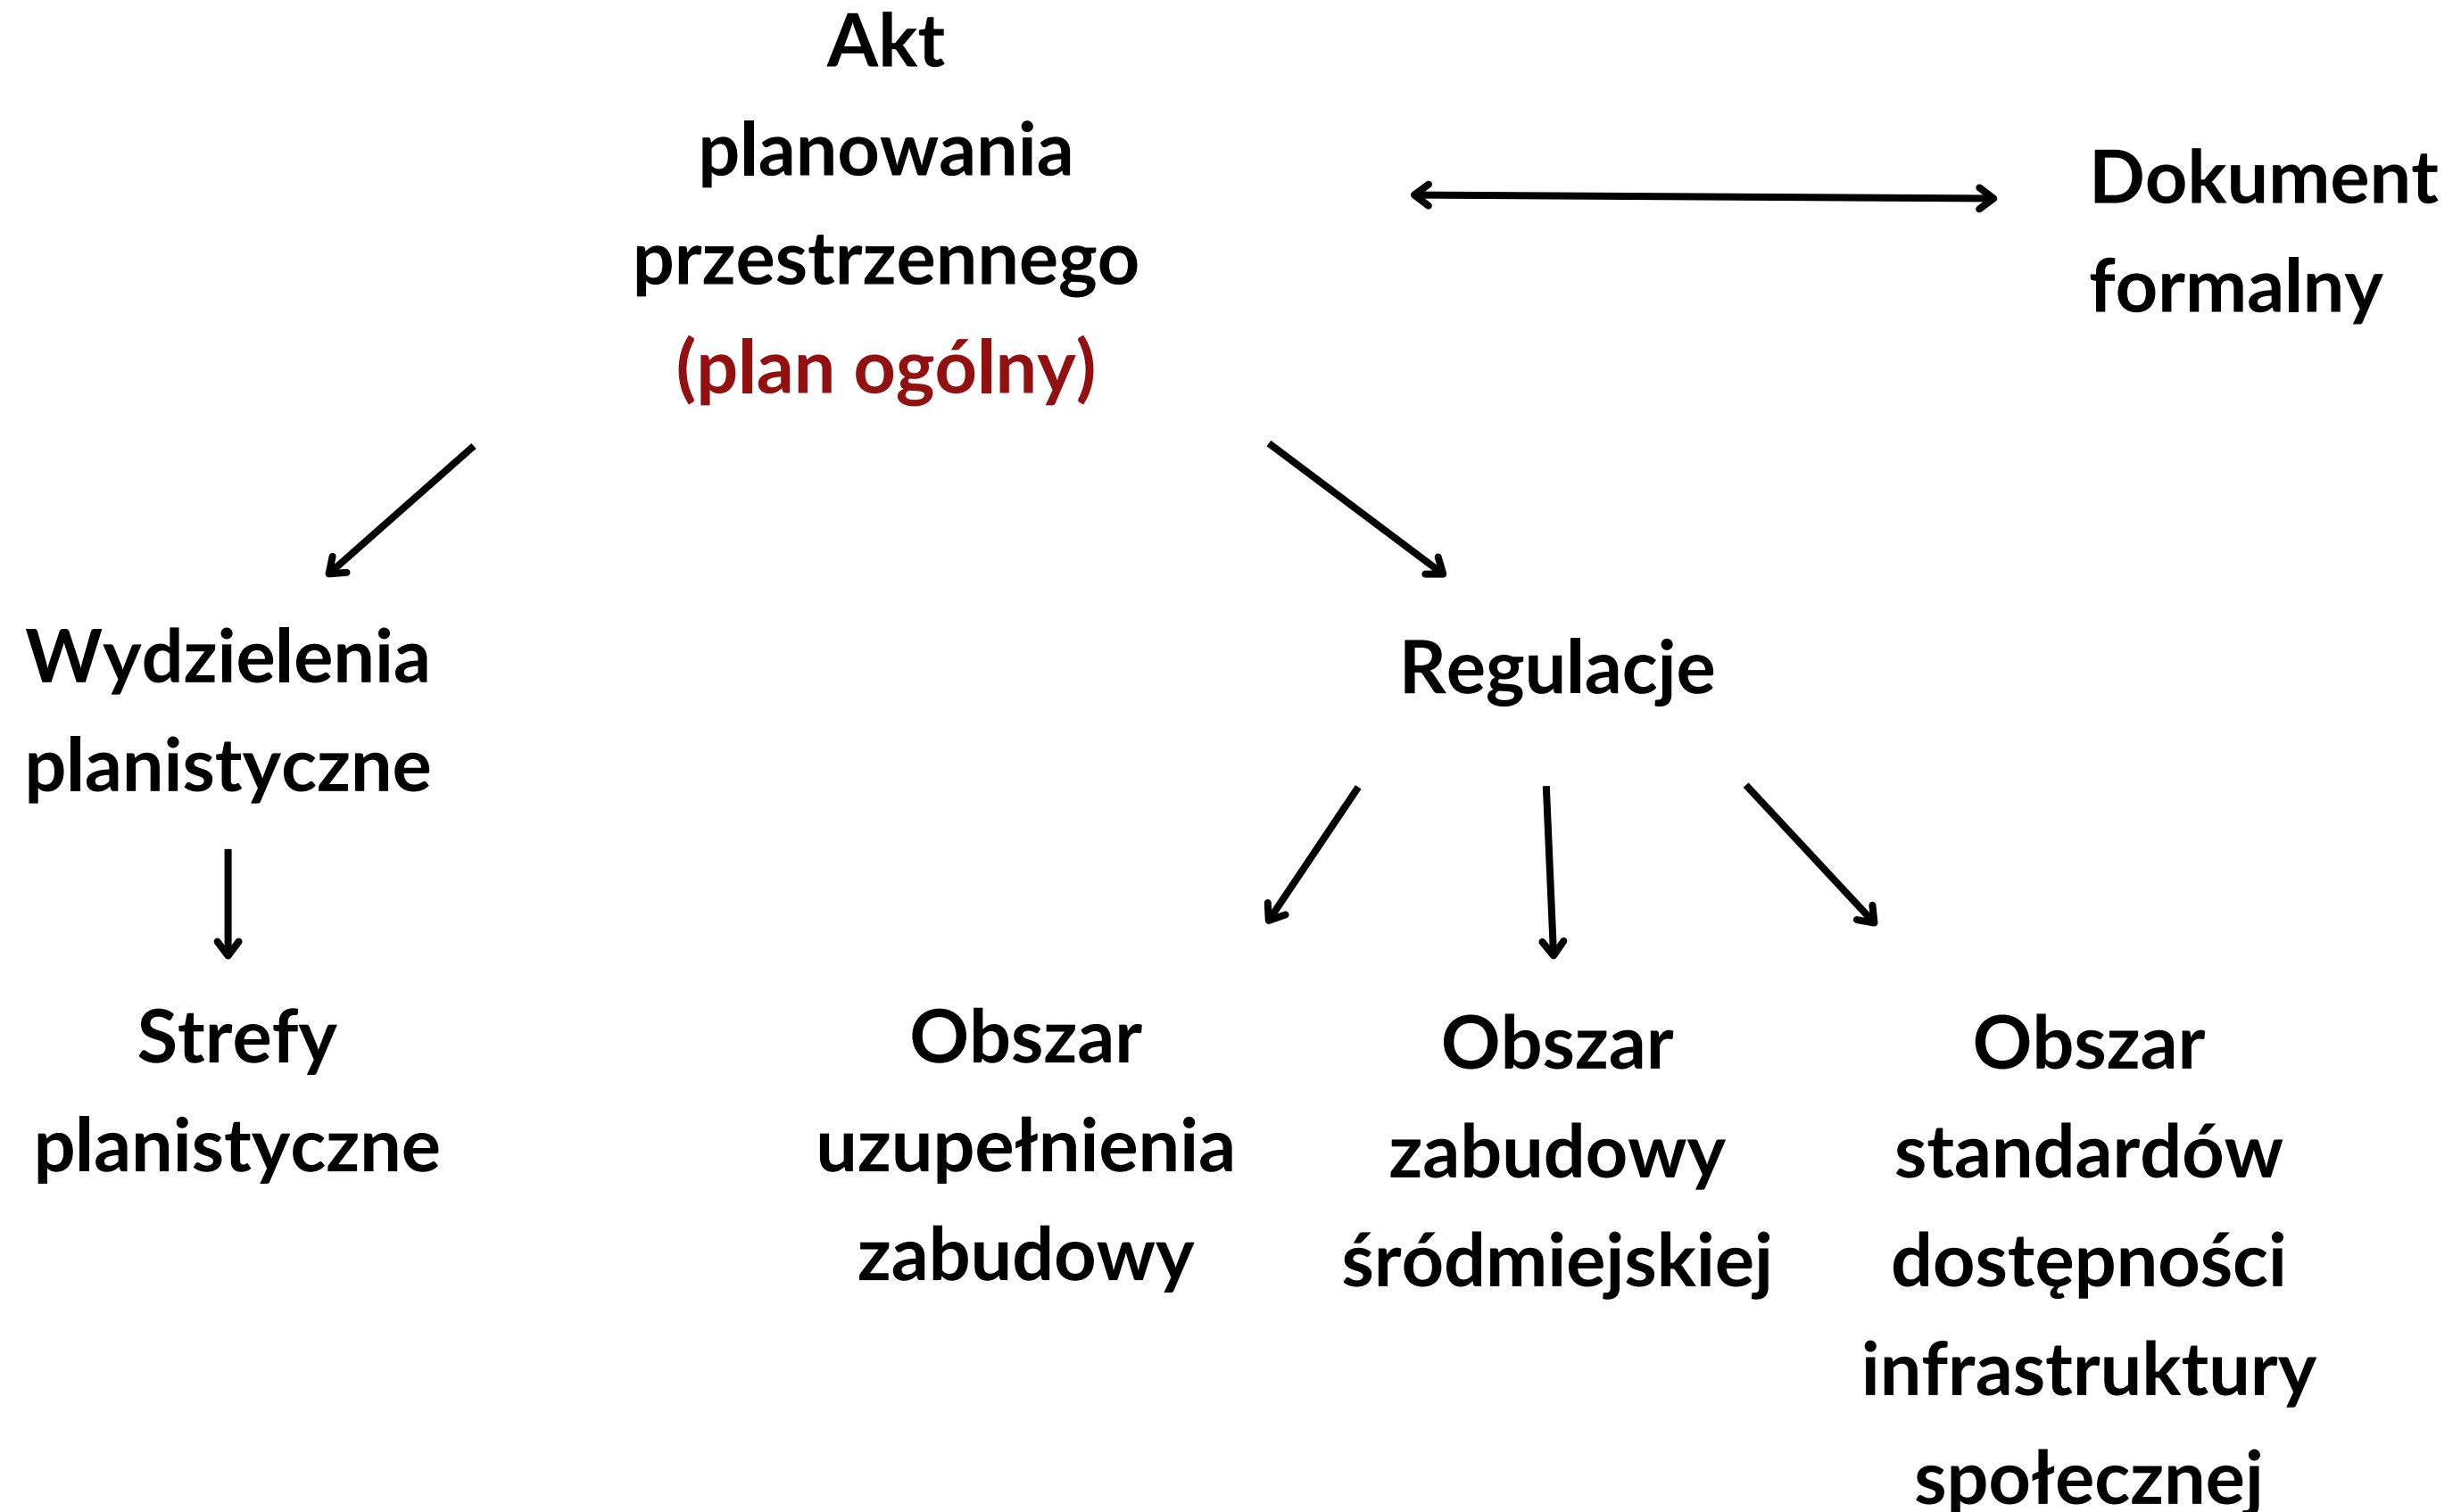 Akt
planowania
przestrzennego
(plan ogólny)
Dokument
formalny
Wydzielenia
planistyczne
Regulacje
Strefy
planistyczne
Obszar
uzupełnienia
zabudowy
Obszar
zabudowy
śródmiejskiej
Obszar
standardów
dostępności
infrastruktury
społecznej